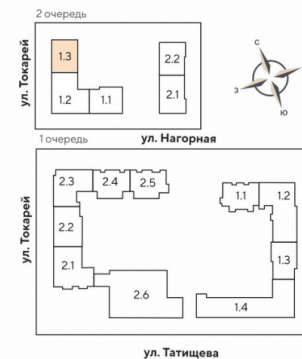 2 очередь
ул. Токарей
1.3
2.2
1.2
1.1
2.1
с
з
ю
ул. Нагорная
1 очередь
ул. Токарей
2.3
2.4
2.5
1.1
1.2
2.2
2.1
1.3
2.6
1.4
ул. Татищева